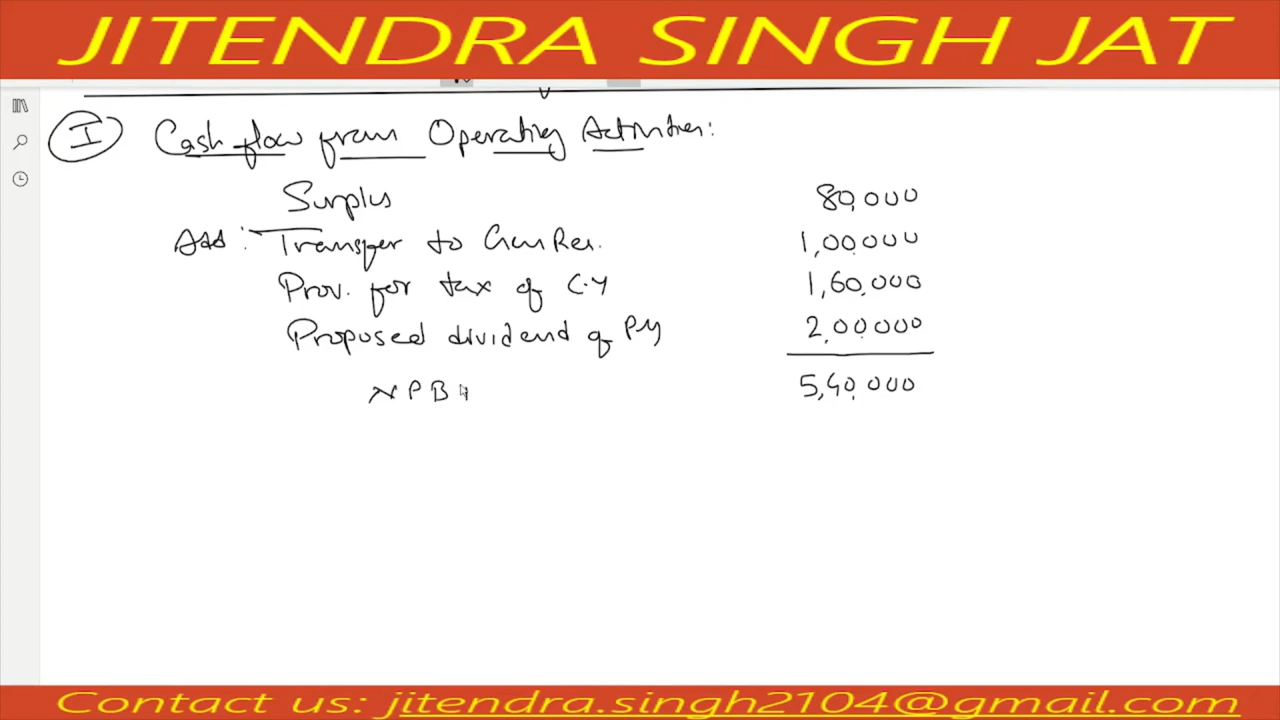 JITENDRA SINGH JAT
I Cash flow from Operating Activities:
Surplus 80,000
Add: Transfer to Gen Res. 1,00,000
Prov. for tax of C.Y 1,60,000
Proposed dividend of P.Y 2,00,000
NPB 5,40,000
Contact us: jitendra.singh2104@gmail.com